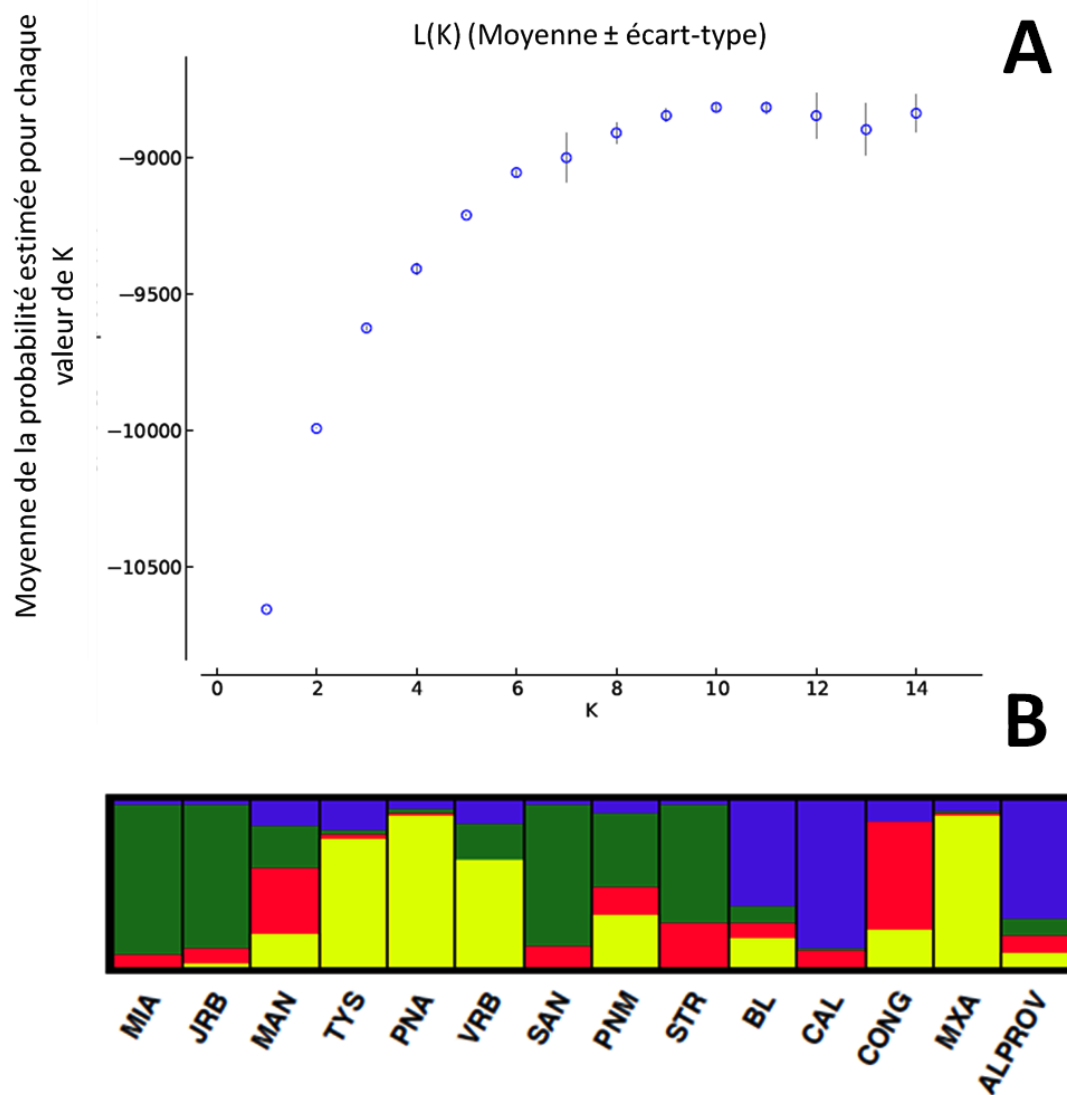 L(K) (Moyenne ± écart-type)
A
Moyenne de la probabilité estimée pour chaque
valeur de K
−9000
−9500
−10000
−10500
0 2 4 6 8 10 12 14
K
B
MIA JRB MAN TYS PNA VRB SAN PNM STR BL CAL CONG MXA ALPROV